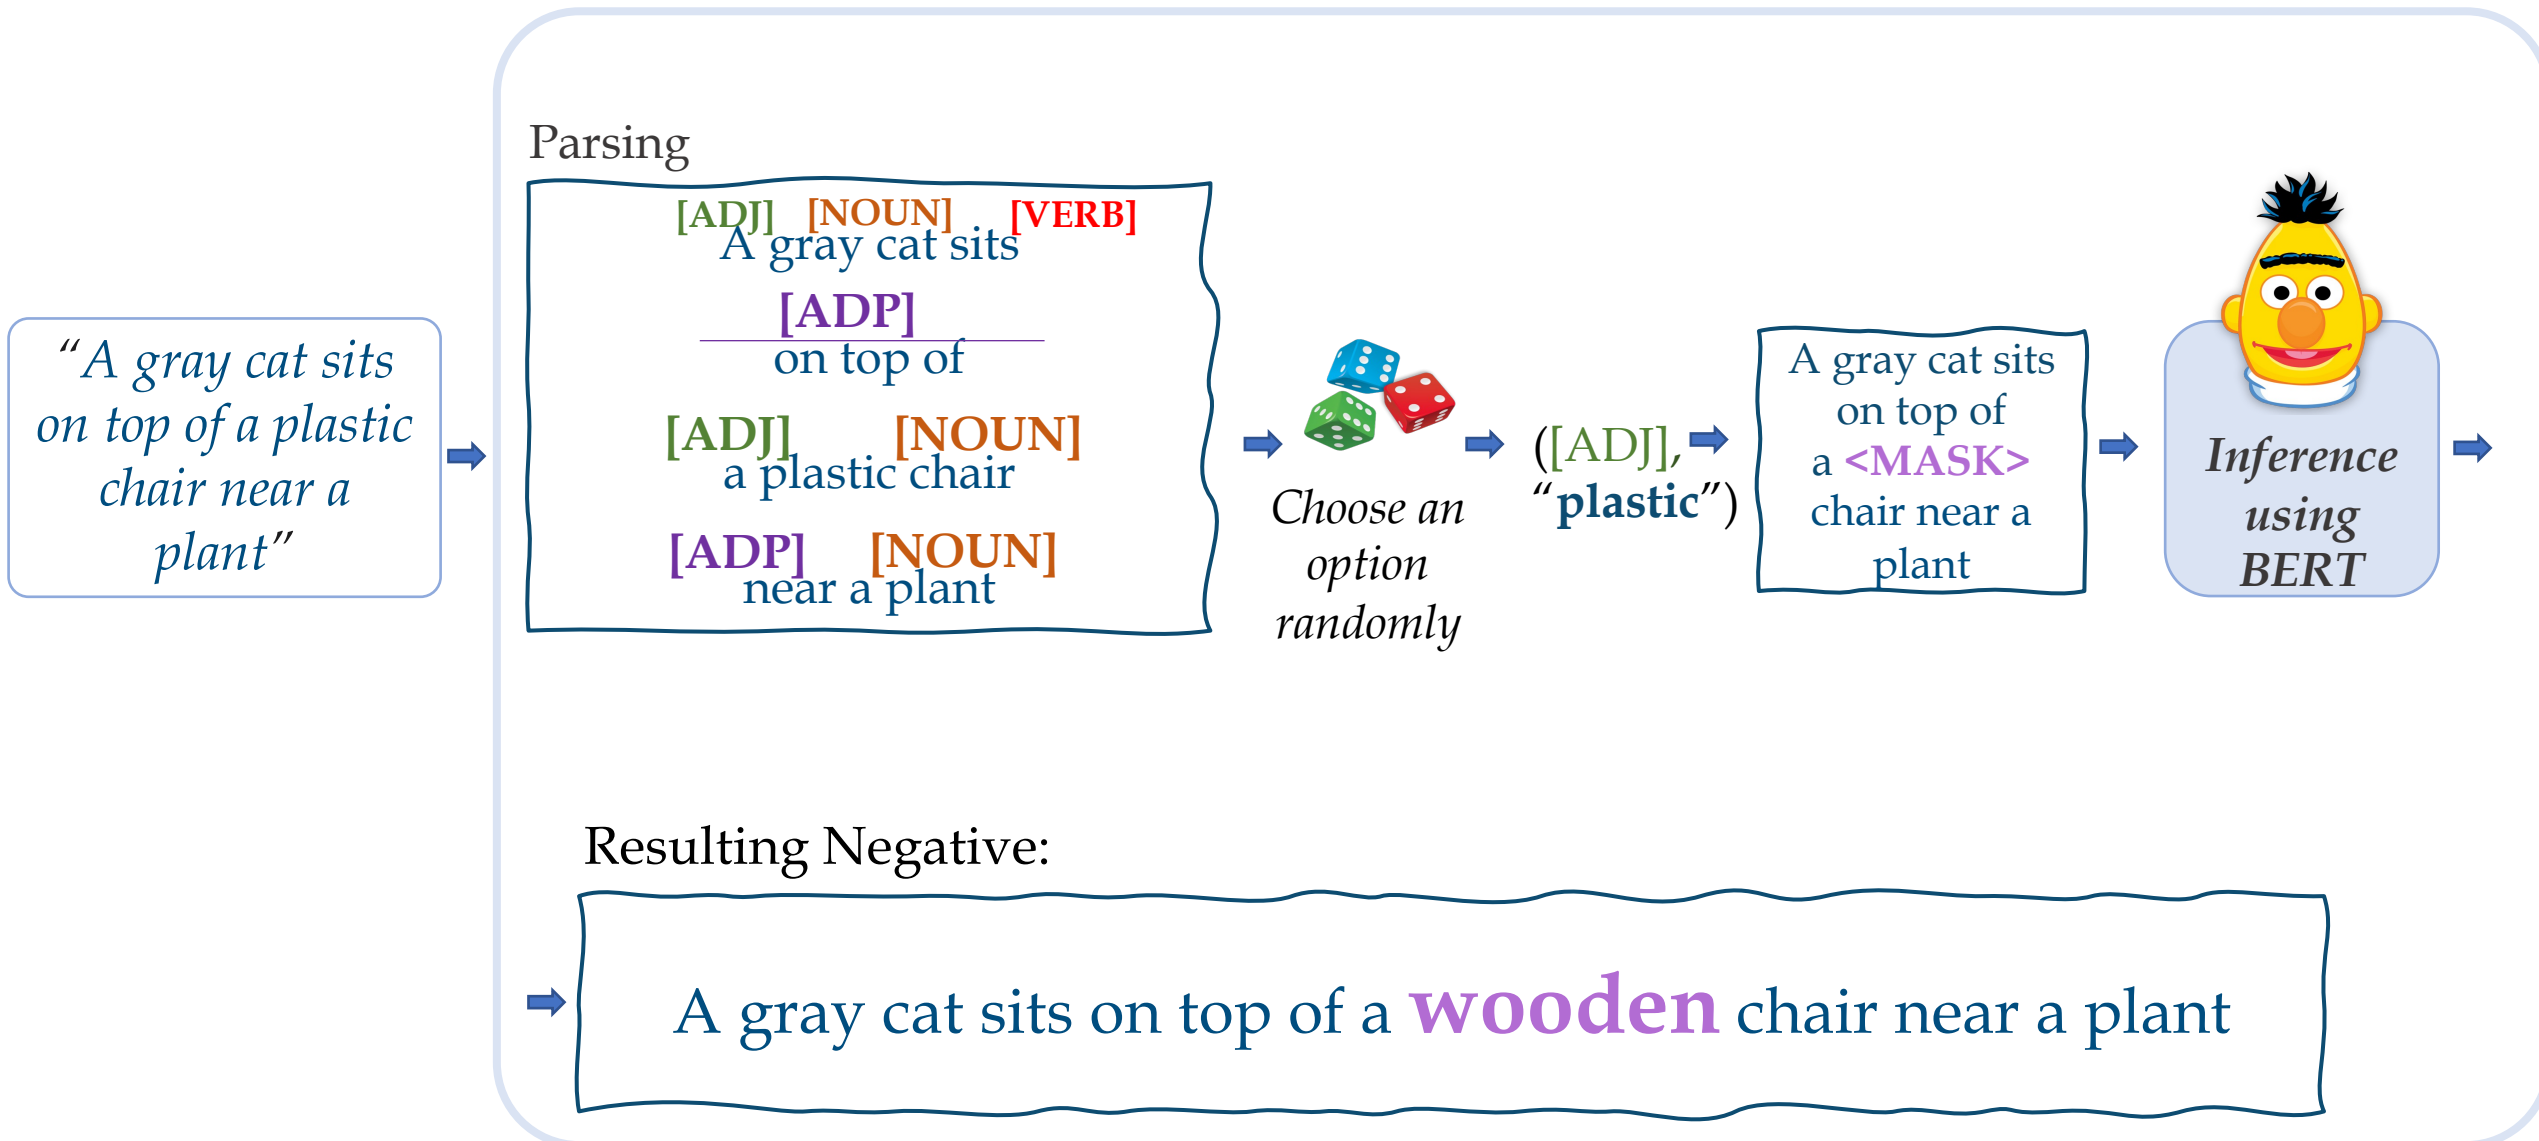 “A gray cat sits
on top of a plastic
chair near a
plant”
Parsing
[ADJ] [NOUN] [VERB]
A gray cat sits
[ADP]
on top of
[ADJ] [NOUN]
a plastic chair
[ADP] [NOUN]
near a plant
Choose an
option
randomly
([ADJ],
“plastic”)
A gray cat sits
on top of
a <MASK>
chair near a
plant
Inference
using
BERT
Resulting Negative:
A gray cat sits on top of a wooden chair near a plant